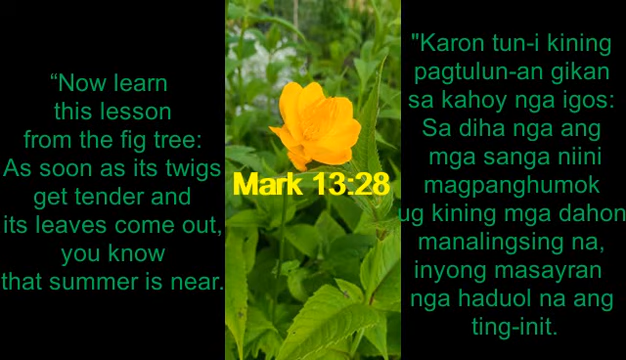 “Now learn
this lesson
from the fig tree:
As soon as its twigs
get tender and
its leaves come out,
you know
that summer is near.
Mark 13:28
"Karon tun-i kining
pagtulun-an gikan
sa kahoy nga igos:
Sa diha nga ang
mga sanga niini
magpanghumok
ug kining mga dahon
manalingsing na,
inyong masayran
nga haduol na ang
ting-init.